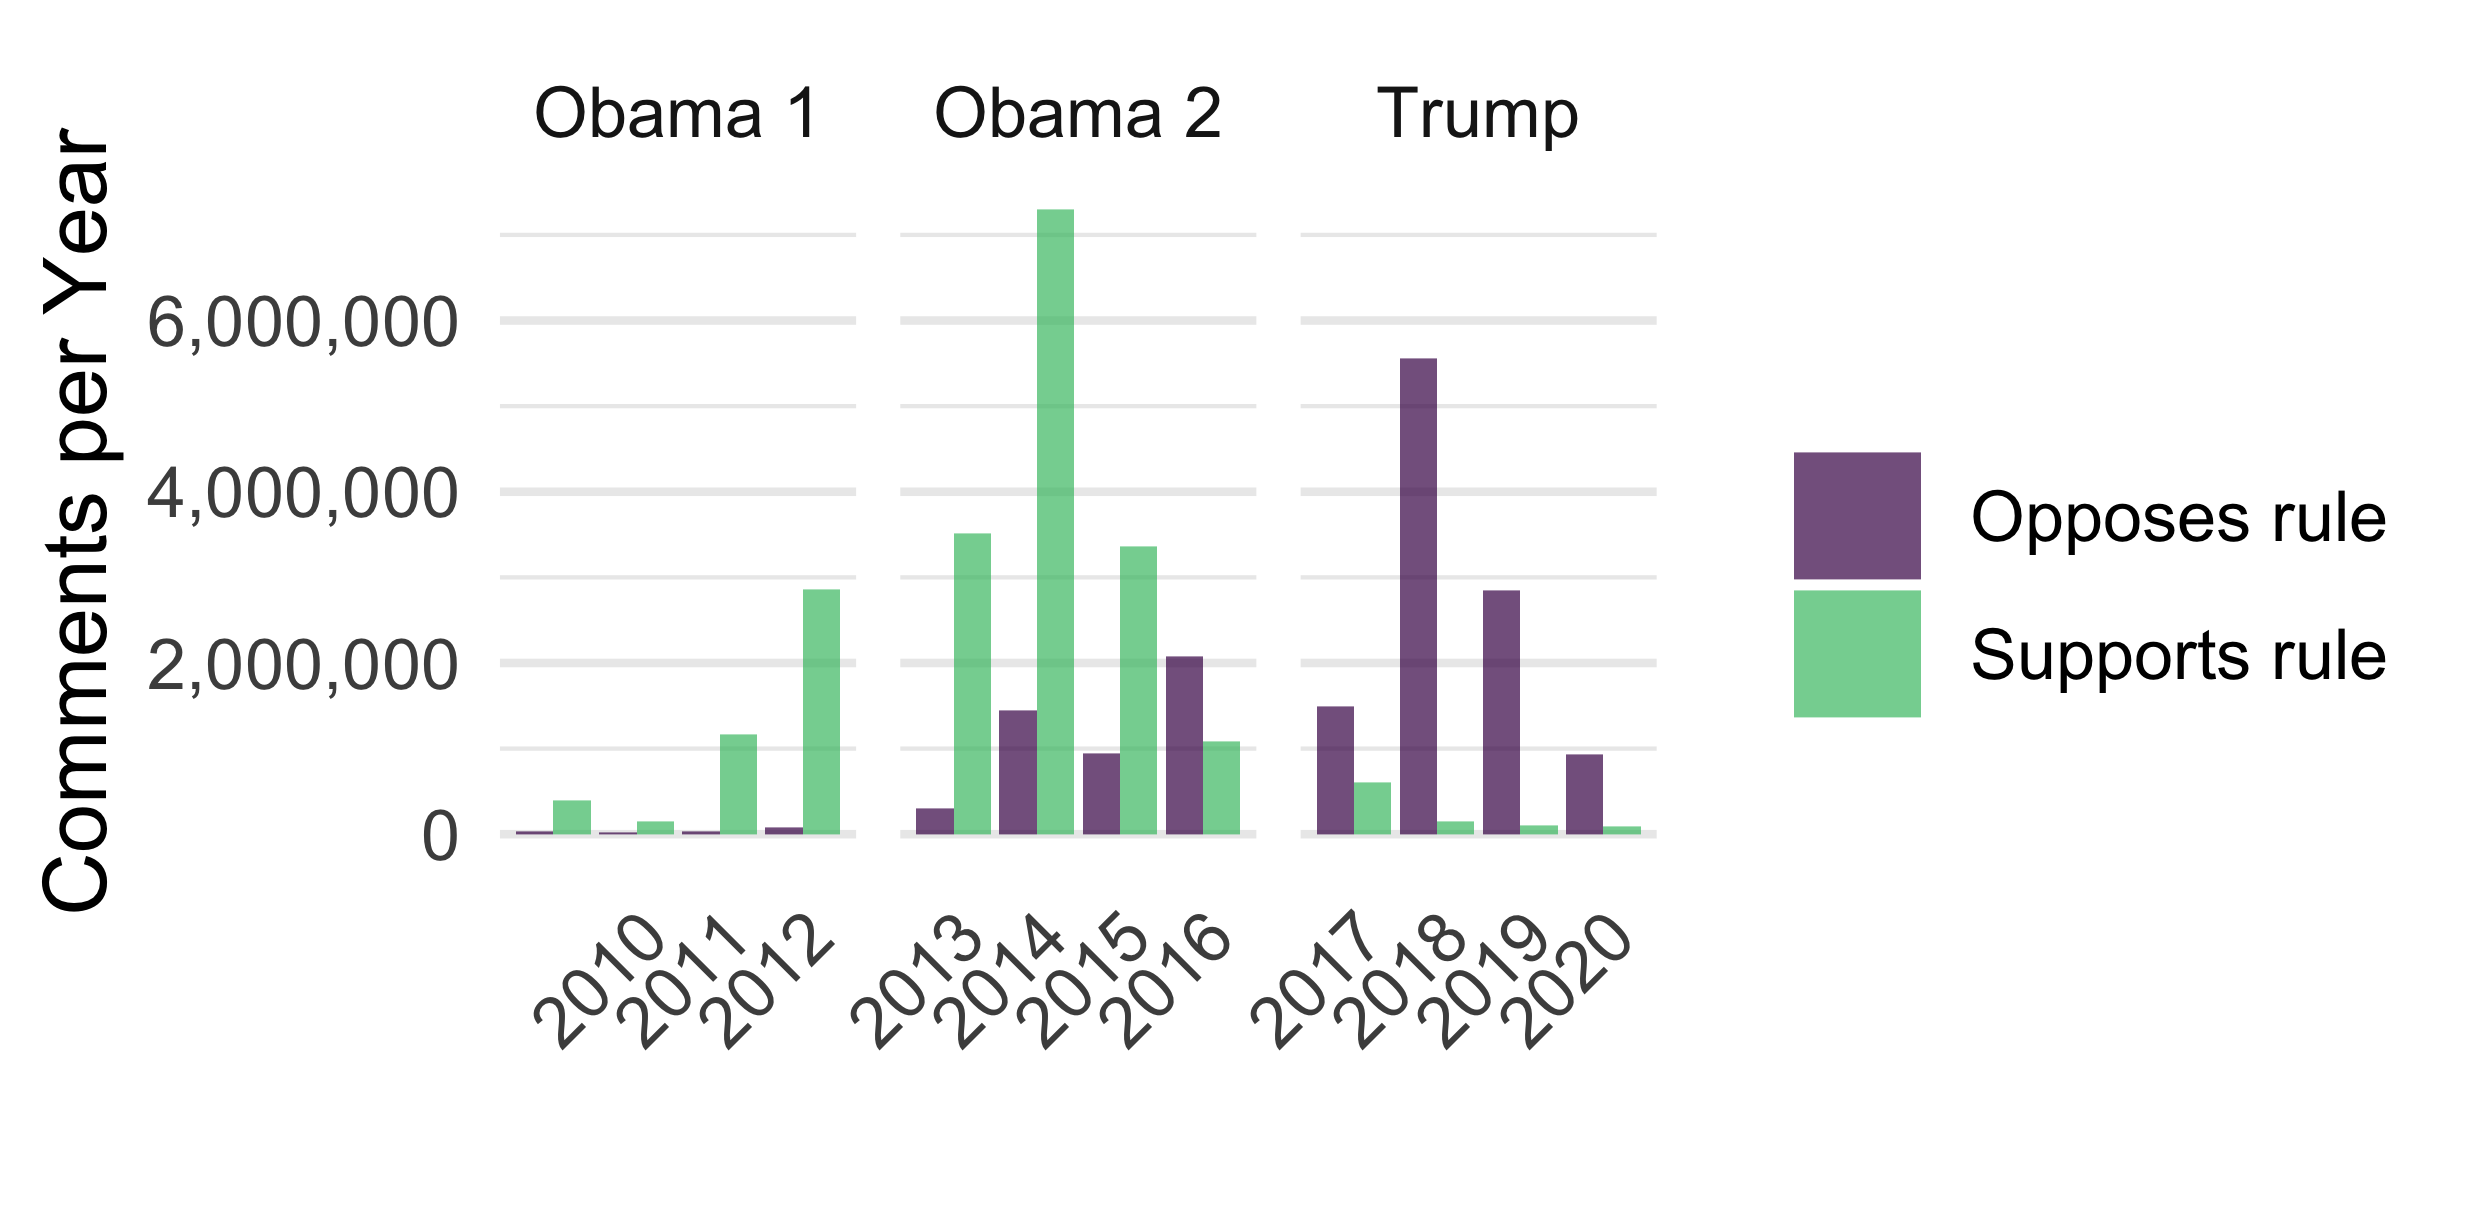 Obama 1
Obama 2
Trump
Comments per Year
6,000,000
4,000,000
2,000,000
0
2010
2011
2012
2013
2014
2015
2016
2017
2018
2019
2020
Opposes rule
Supports rule